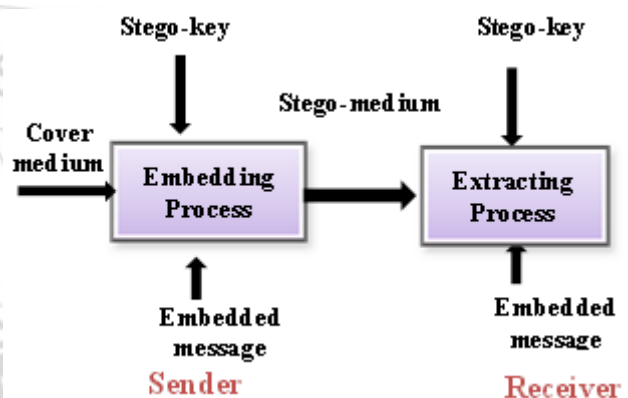 Stego-key
Stego-key
Stego-medium
Cover
medium
Embedding
Process
Extracting
Process
Embedded
message
Embedded
message
Sender
Receiver